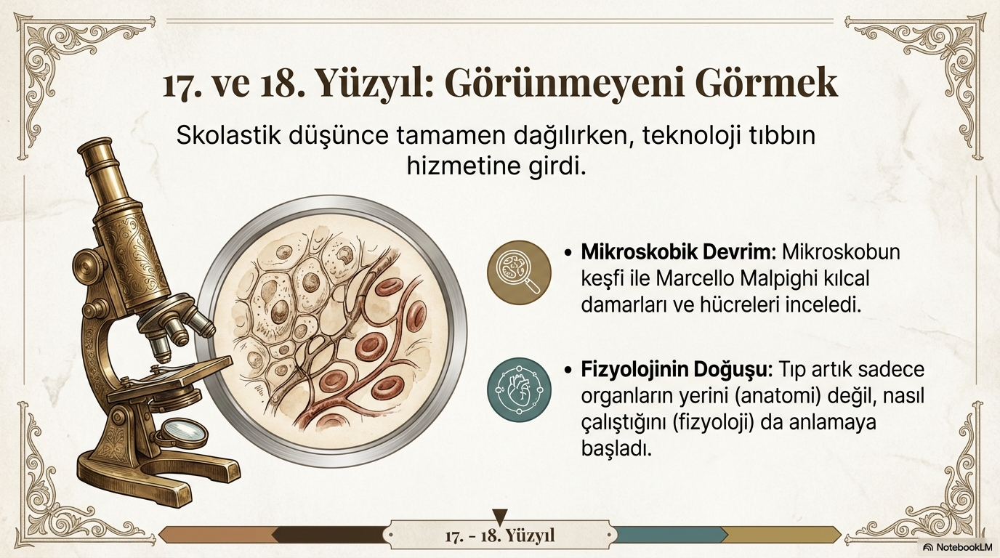 17. ve 18. Yüzyıl: Görünmeyeni Görmek
Skolastik düşünce tamamen dağılırken, teknoloji tıbbın
hizmetine girdi.
• Mikroskobik Devrim: Mikroskobun
keşfi ile Marcello Malpighi kılcal
damarları ve hücreleri inceledi.
• Fizyolojinin Doğuşu: Tıp artık sadece
organların yerini (anatomi) değil, nasıl
çalıştığını (fizyoloji) da anlamaya
başladı.
17. - 18. Yüzyıl
NotebookLM